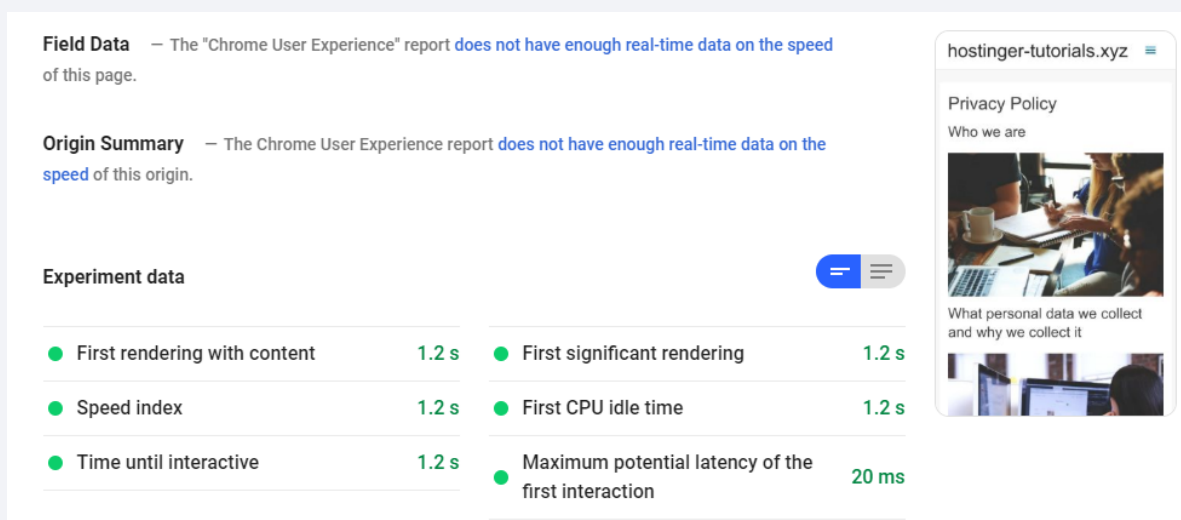 Field Data — The "Chrome User Experience" report does not have enough real-time data on the speed
of this page.
Origin Summary — The Chrome User Experience report does not have enough real-time data on the
speed of this origin.
Experiment data
First rendering with content 1.2 s
First significant rendering 1.2 s
Speed index 1.2 s
First CPU idle time 1.2 s
Time until interactive 1.2 s
Maximum potential latency of the
first interaction 20 ms
hostinger-tutorials.xyz
Privacy Policy
Who we are
What personal data we collect
and why we collect it